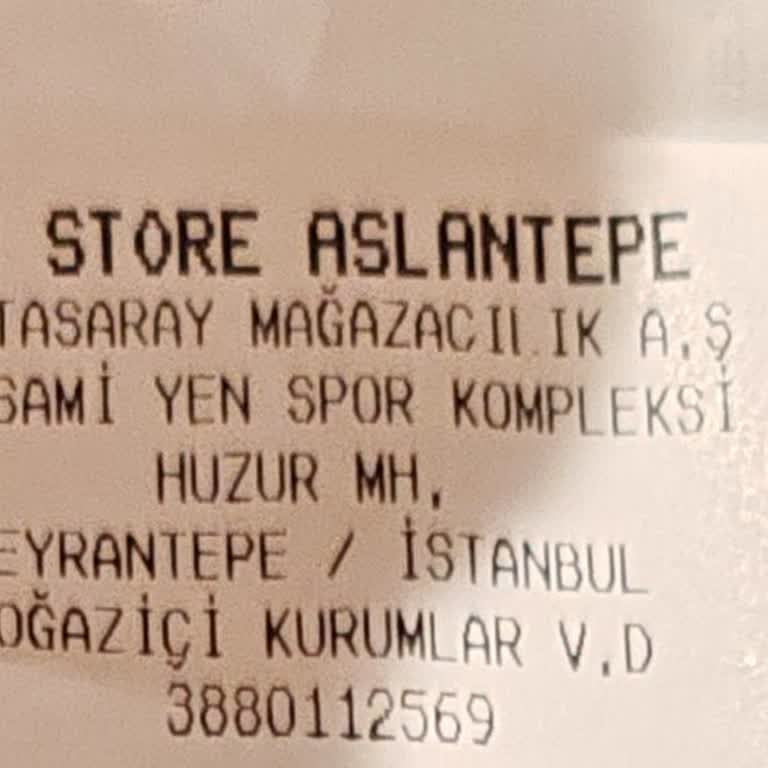 STORE ASLANTEPE
TASARAY MAĞAZACILIK A.Ş
SAMİ YEN SPOR KOMPLEKSİ
HUZUR MH,
EYRANTEPE / İSTANBUL
OĞAZİÇİ KURUMLAR V.D
3880112569